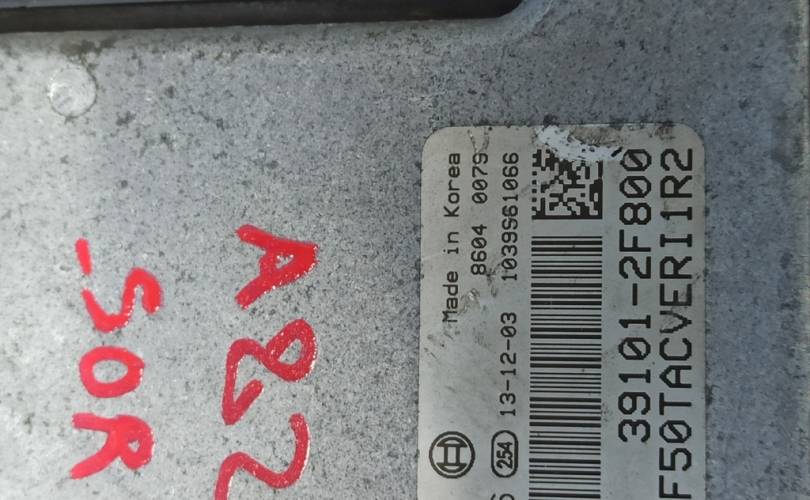 Made in Korea
8604 0079
254 13-12-03 1039S61066
39101-2F800
F50TACVERI1R2
A82
-SOR